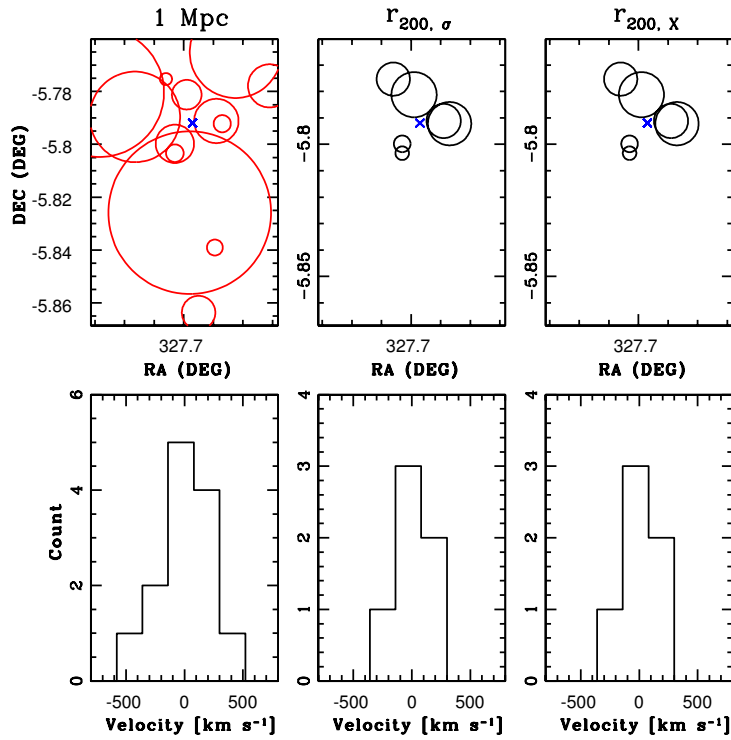 1 Mpc
r200, σ
r200, X
DEC (DEG)
-5.78
-5.8
-5.82
-5.84
-5.86
-5.8
-5.85
-5.8
-5.85
327.7
327.7
327.7
RA (DEG)
RA (DEG)
RA (DEG)
Count
6
4
2
0
4
3
2
1
0
4
3
2
1
0
-500 0 500
-500 0 500
-500 0 500
Velocity [km s⁻¹]
Velocity [km s⁻¹]
Velocity [km s⁻¹]